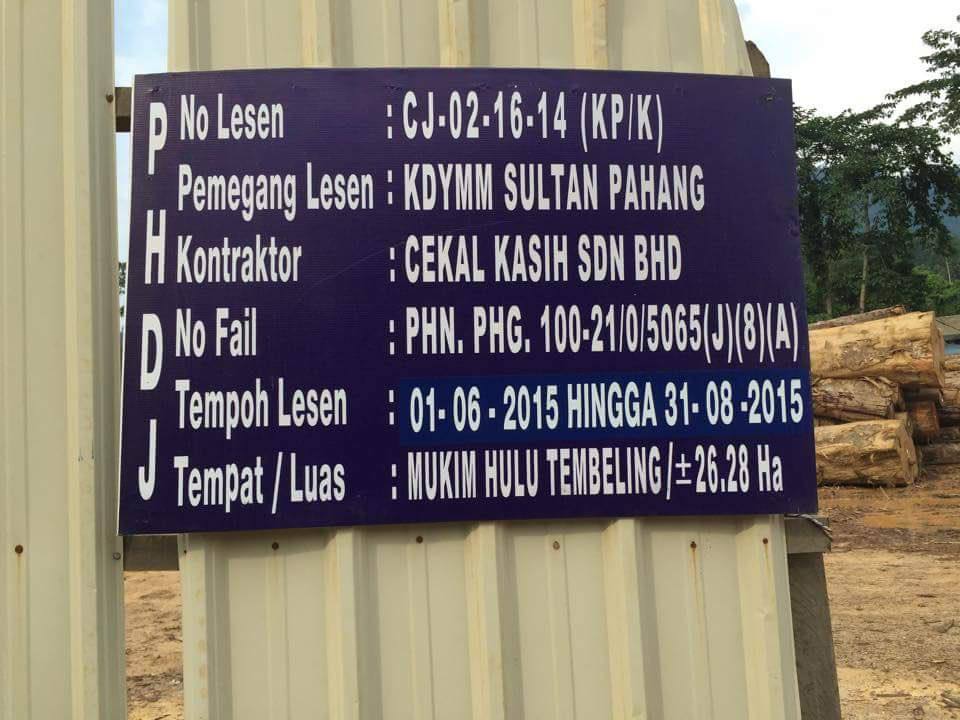 PHDJ
No Lesen : CJ-02-16-14 (KP/K)
Pemegang Lesen : KDYMM SULTAN PAHANG
Kontraktor : CEKAL KASIH SDN BHD
No Fail : PHN. PHG. 100-21/0/5065(J)(8)(A)
Tempoh Lesen : 01- 06 - 2015 HINGGA 31- 08 -2015
Tempat / Luas : MUKIM HULU TEMBELING/±26.28 Ha